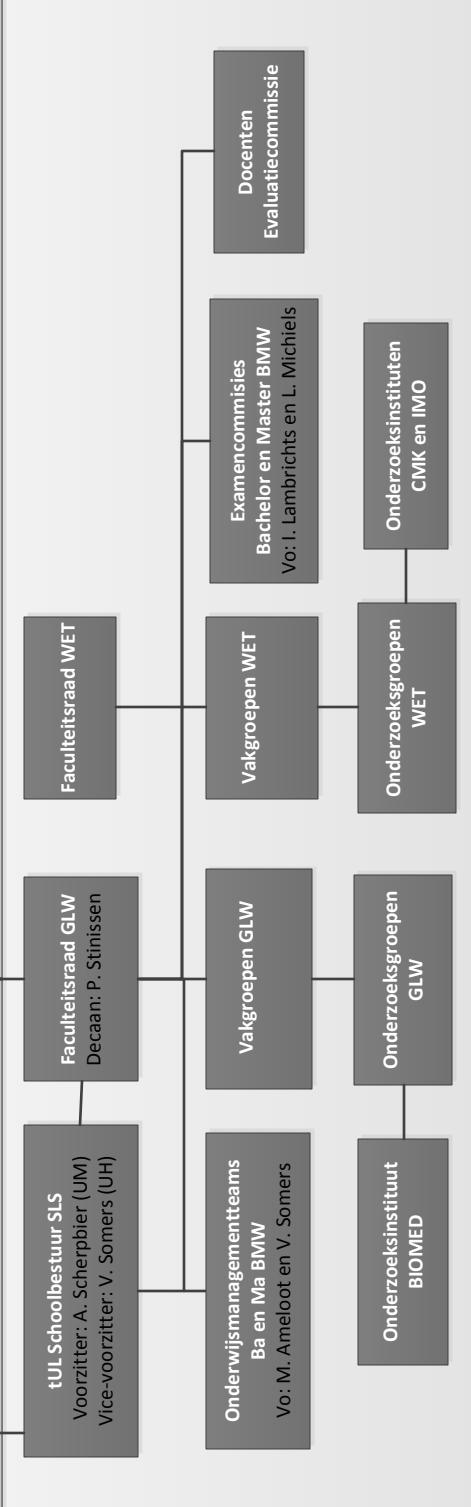 tUL Schoolbestuur SLS
Voorzitter: A. Scherpbier (UM)
Vice-voorzitter: V. Somers (UH)
Faculteitsraad GLW
Decaan: P. Stinissen
Faculteitsraad WET
Onderwijsmanagementteams
Ba en Ma BMW
Vo: M. Ameloot en V. Somers
Vakgroepen GLW
Vakgroepen WET
Examencommisies
Bachelor en Master BMW
Vo: I. Lambrichts en L. Michiels
Docenten
Evaluatiecommissie
Onderzoeksinstituut
BIOMED
Onderzoeksgroepen
GLW
Onderzoeksgroepen
WET
Onderzoeksinstituten
CMK en IMO